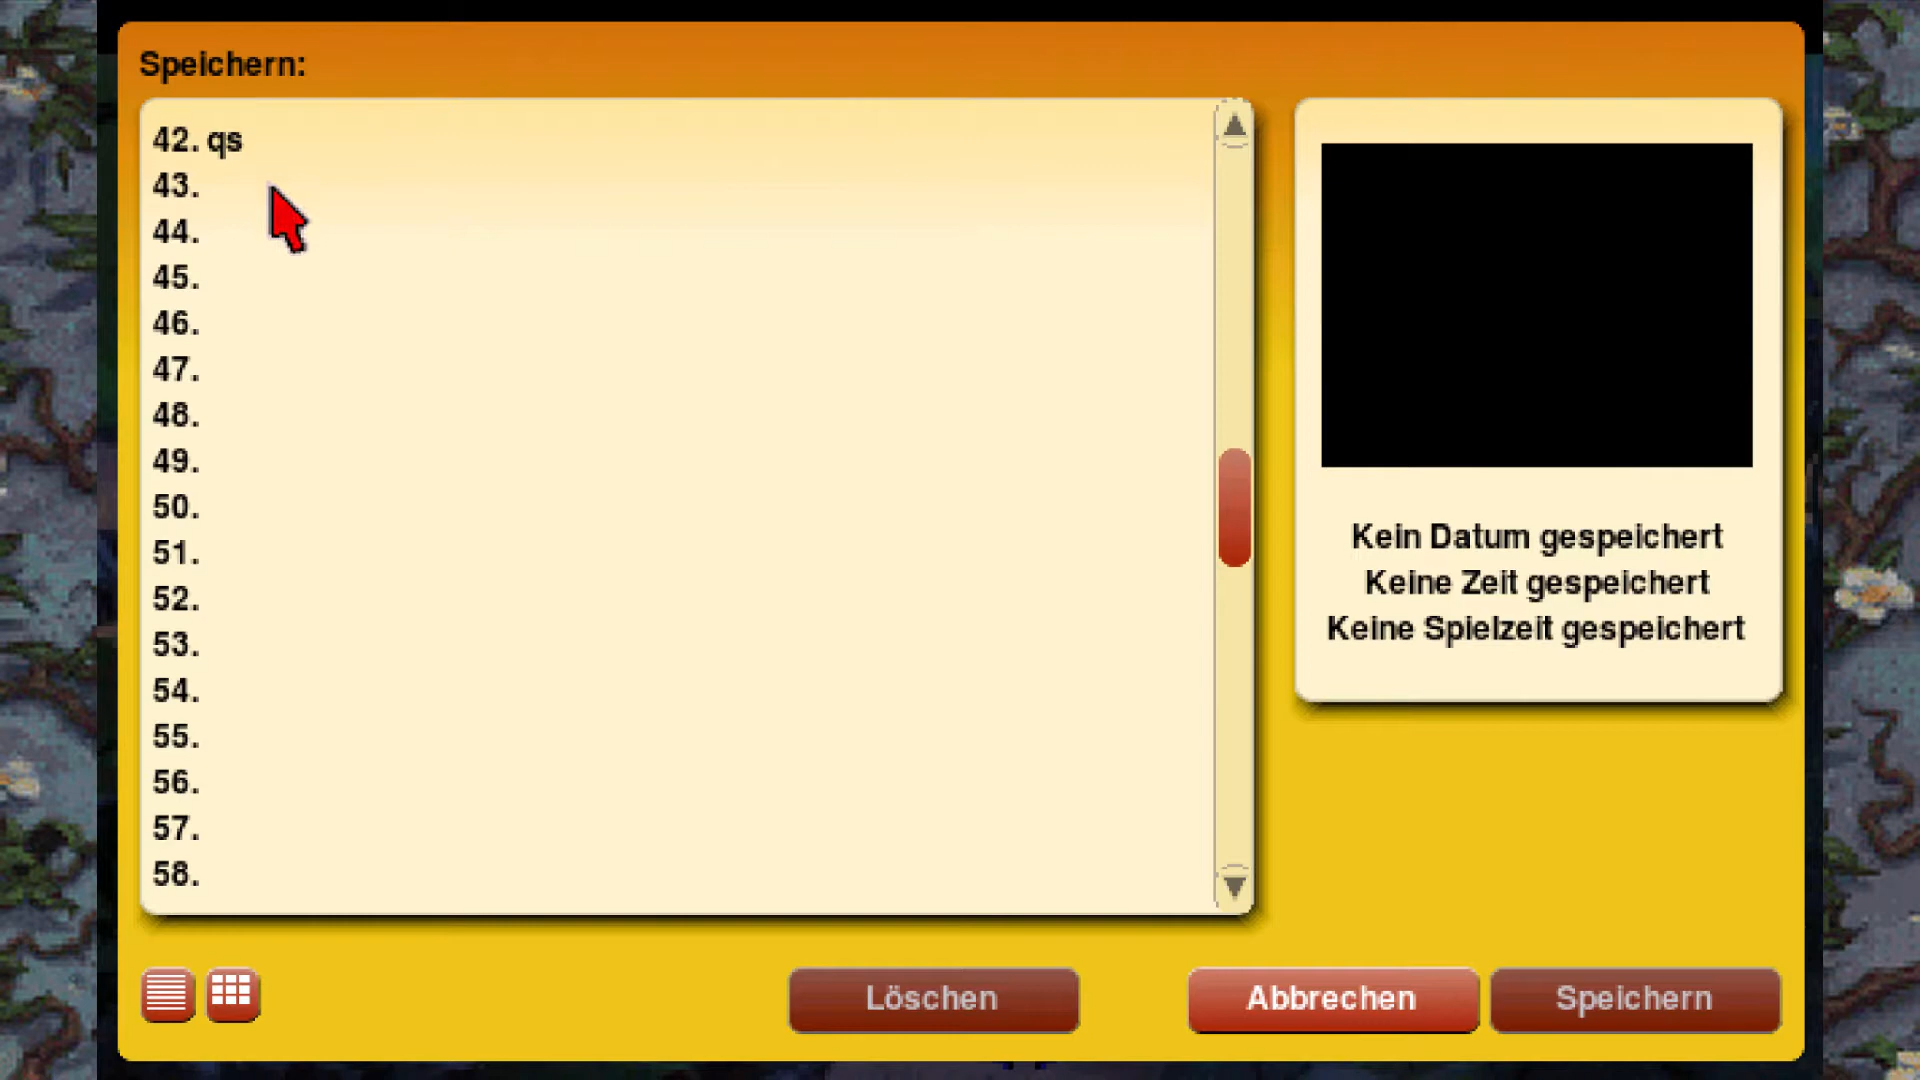 Speichern:
42. qs
43.
44.
45.
46.
47.
48.
49.
50.
51.
52.
53.
54.
55.
56.
57.
58.
Kein Datum gespeichert
Keine Zeit gespeichert
Keine Spielzeit gespeichert
Löschen
Abbrechen
Speichern